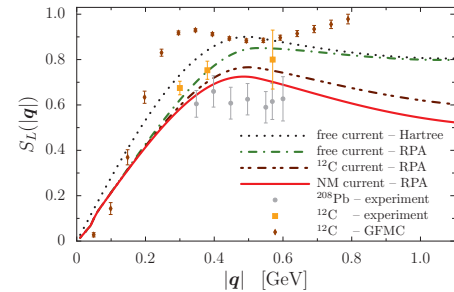 1.0
0.8
0.6
0.4
0.2
0
S_L(|q|)
free current – Hartree
free current – RPA
¹²C current – RPA
NM current – RPA
²⁰⁸Pb – experiment
¹²C – experiment
¹²C – GFMC
0 0.2 0.4 0.6 0.8 1.0
|q| [GeV]